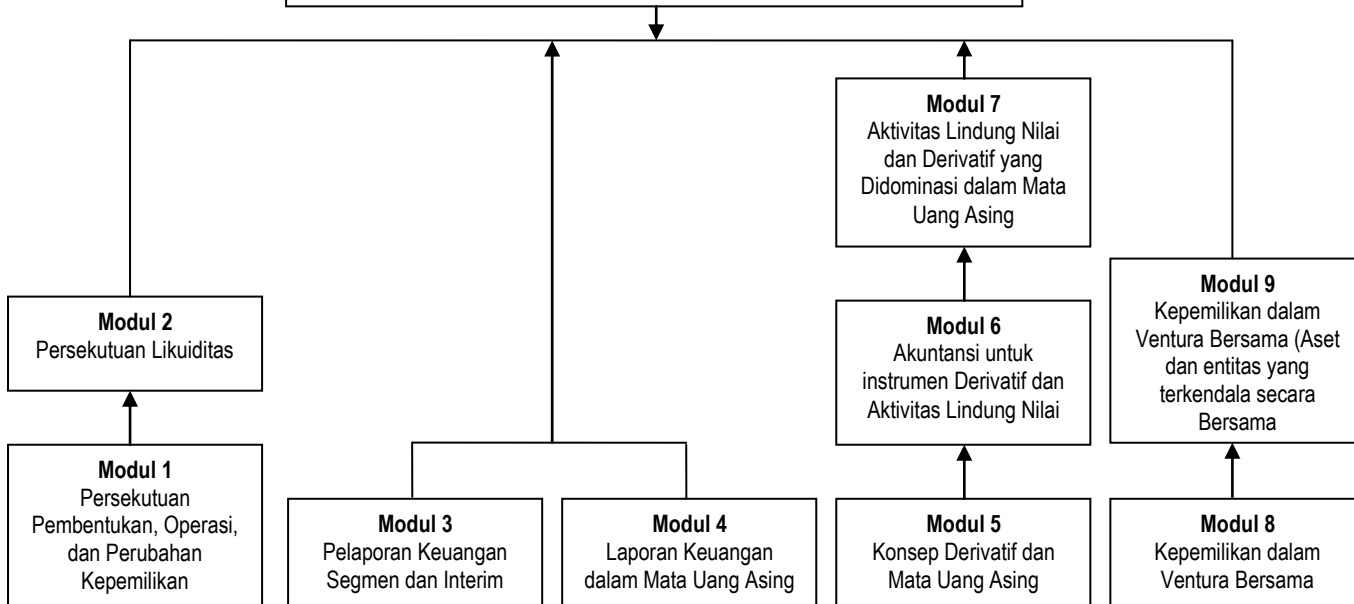 Modul 7
Aktivitas Lindung Nilai
dan Derivatif yang
Didominasi dalam Mata
Uang Asing
Modul 2
Persekutuan Likuiditas
Modul 6
Akuntansi untuk
instrumen Derivatif dan
Aktivitas Lindung Nilai
Modul 9
Kepemilikan dalam
Ventura Bersama (Aset
dan entitas yang
terkendala secara
Bersama
Modul 1
Persekutuan
Pembentukan, Operasi,
dan Perubahan
Kepemilikan
Modul 3
Pelaporan Keuangan
Segmen dan Interim
Modul 4
Laporan Keuangan
dalam Mata Uang Asing
Modul 5
Konsep Derivatif dan
Mata Uang Asing
Modul 8
Kepemilikan dalam
Ventura Bersama